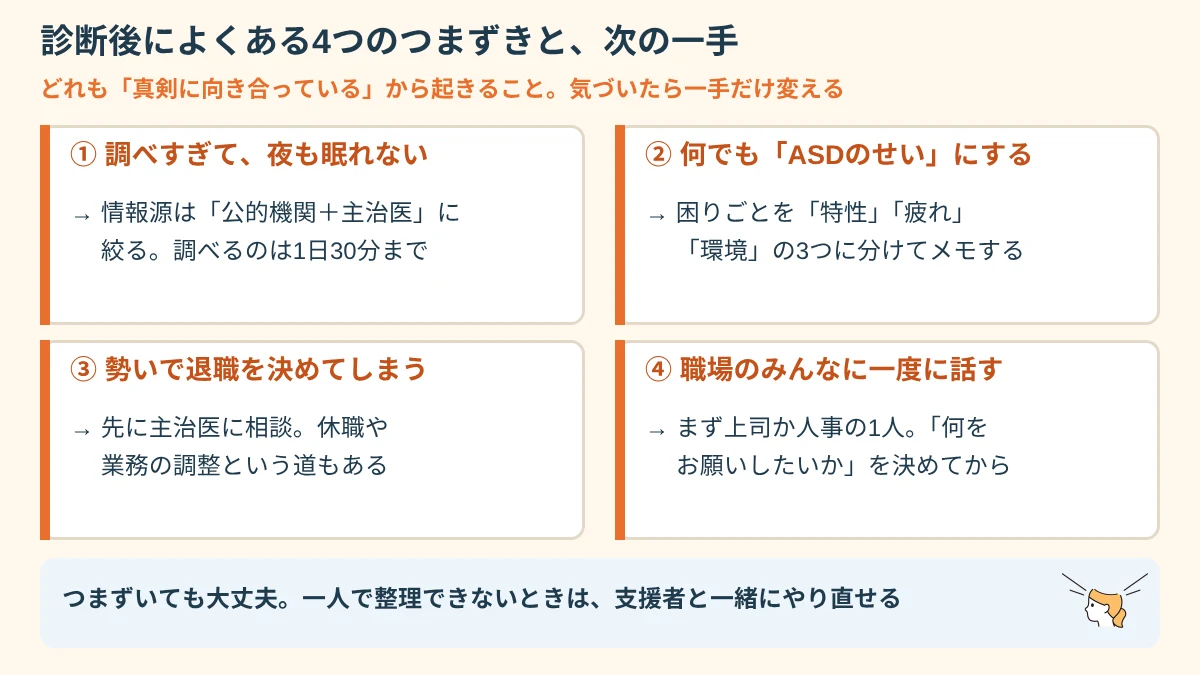 診断後によくある4つのつまずきと、次の一手
どれも「真剣に向き合っている」から起きること。気づいたら一手だけ変える
① 調べすぎて、夜も眠れない
→ 情報源は「公的機関＋主治医」に
絞る。調べるのは1日30分まで
② 何でも「ASDのせい」にする
→ 困りごとを「特性」「疲れ」
「環境」の3つに分けてメモする
③ 勢いで退職を決めてしまう
→ 先に主治医に相談。休職や
業務の調整という道もある
④ 職場のみんなに一度に話す
→ まず上司か人事の1人。「何を
お願いしたいか」を決めてから
つまずいても大丈夫。一人で整理できないときは、支援者と一緒にやり直せる